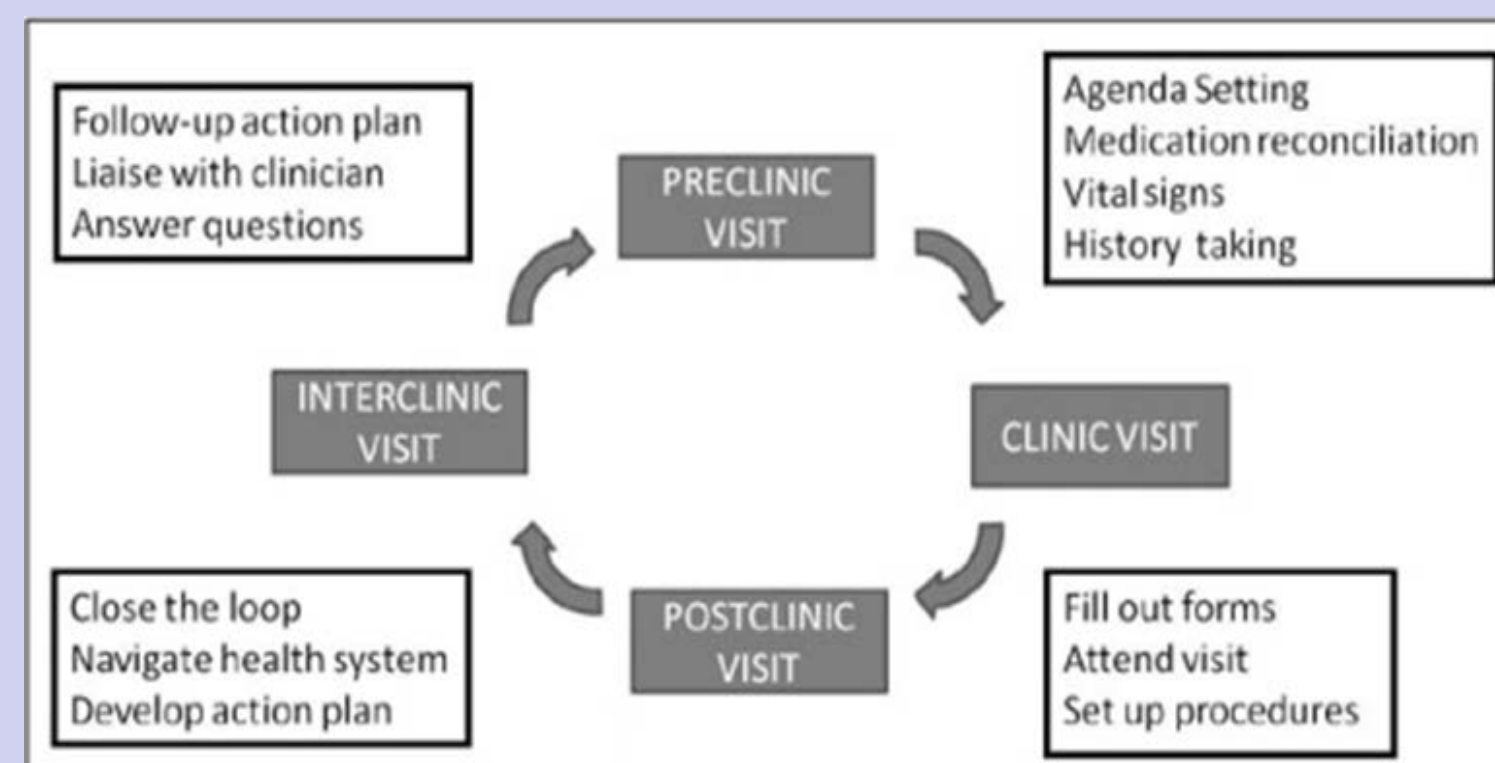 Follow-up action plan
Liaise with clinician
Answer questions
PRECLINIC
VISIT
Agenda Setting
Medication reconciliation
Vital signs
History taking
INTERCLINIC
VISIT
CLINIC VISIT
Close the loop
Navigate health system
Develop action plan
POSTCLINIC
VISIT
Fill out forms
Attend visit
Set up procedures